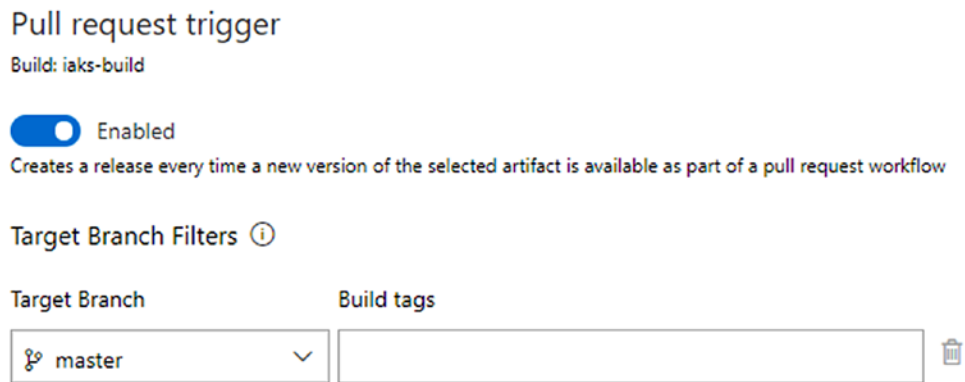 Pull request trigger
Build: iaks-build
Enabled
Creates a release every time a new version of the selected artifact is available as part of a pull request workflow
Target Branch Filters
Target Branch Build tags
master